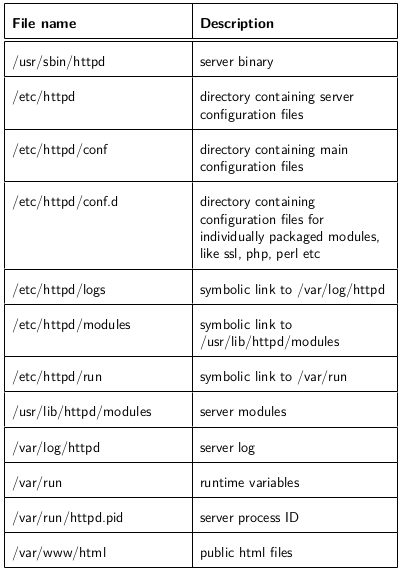 File name Description
/usr/sbin/httpd server binary
/etc/httpd directory containing server
configuration files
/etc/httpd/conf directory containing main
configuration files
/etc/httpd/conf.d directory containing
configuration files for
individually packaged modules,
like ssl, php, perl etc
/etc/httpd/logs symbolic link to /var/log/httpd
/etc/httpd/modules symbolic link to
/usr/lib/httpd/modules
/etc/httpd/run symbolic link to /var/run
/usr/lib/httpd/modules server modules
/var/log/httpd server log
/var/run runtime variables
/var/run/httpd.pid server process ID
/var/www/html public html files